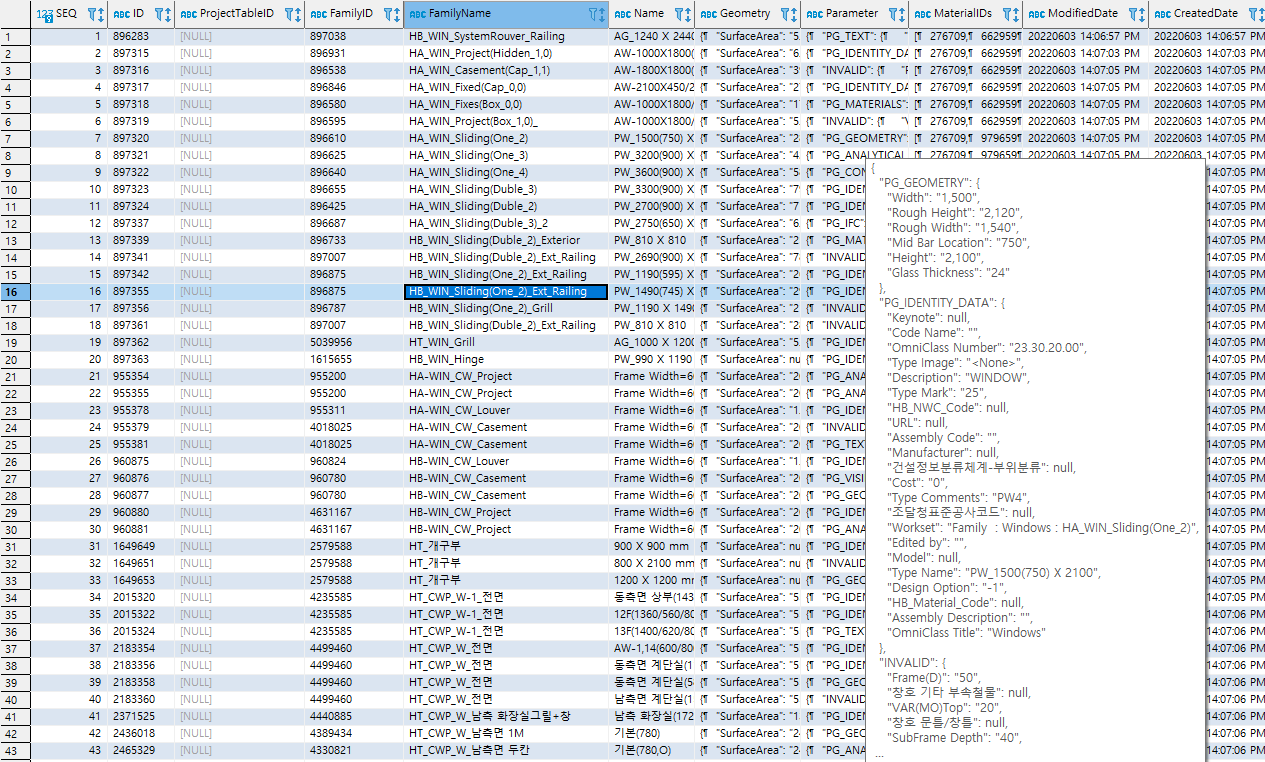 SEQ ID ProjectTableID FamilyID FamilyName Name Geometry Parameter MaterialIDs ModifiedDate CreatedDate
1 1 896283 [NULL] 897038 HB_WIN_SystemRouver_Railing AG_1240 X 2440 {¶ "SurfaceArea": "5 {¶ "PG_TEXT": {¶ [¶ 276709,¶ 662959¶ 20220603 14:06:57 PM 20220603 14:06:57 PM
2 2 897315 [NULL] 896931 HA_WIN_Project(Hidden_1,0) AW-1000X1800( {¶ "SurfaceArea": "6 {¶ "PG_IDENTITY_DA [¶ 276709,¶ 662959¶ 20220603 14:07:03 PM 20220603 14:07:03 PM
3 3 897316 [NULL] 896538 HA_WIN_Casement(Cap_1,1) AW-1800X1800( {¶ "SurfaceArea": "3 {¶ "INVALID": {¶ [¶ 276709,¶ 662959¶ 20220603 14:07:05 PM 20220603 14:07:05 PM
4 4 897317 [NULL] 896846 HA_WIN_Fixed(Cap_0,0) AW-2100X450/2 {¶ "SurfaceArea": "2 {¶ "PG_IDENTITY_DA [¶ 276709,¶ 662959¶ 20220603 14:07:05 PM 20220603 14:07:05 PM
5 5 897318 [NULL] 896580 HA_WIN_Fixes(Box_0,0) AW-1000X1800/ {¶ "SurfaceArea": "1 {¶ "PG_MATERIALS": [¶ 276709,¶ 662959¶ 20220603 14:07:05 PM 20220603 14:07:05 PM
6 6 897319 [NULL] 896595 HA_WIN_Project(Box_1,0)_ AW-1000X1800/ {¶ "SurfaceArea": "5 {¶ "INVALID": {¶ [¶ 276709,¶ 662959¶ 20220603 14:07:05 PM 20220603 14:07:05 PM
7 7 897320 [NULL] 896610 HA_WIN_Sliding(One_2) PW_1500(750) X {¶ "SurfaceArea": "2 {¶ "PG_GEOMETRY": [¶ 276709,¶ 979659¶ 20220603 14:07:05 PM 20220603 14:07:05 PM
8 8 897321 [NULL] 896625 HA_WIN_Sliding(One_3) PW_3200(900) X {¶ "SurfaceArea": "4 {¶ "PG_ANALYTICAL [¶ 276709,¶ 979659¶ 20220603 14:07:05 PM 20220603 14:07:05 PM
9 9 897322 [NULL] 896640 HA_WIN_Sliding(One_4) PW_3600(900) X {¶ "SurfaceArea": "5 {¶ "PG_CON 14:07:05 PM
10 10 897323 [NULL] 896655 HA_WIN_Sliding(Duble_3) PW_3300(900) X {¶ "SurfaceArea": "7 {¶ "PG_IDEN 14:07:05 PM
11 11 897324 [NULL] 896425 HA_WIN_Sliding(Duble_2) PW_2700(900) X {¶ "SurfaceArea": "7 {¶ "PG_IDEN 14:07:05 PM
12 12 897337 [NULL] 896687 HA_WIN_Sliding(Duble_3)_2 PW_2750(650) X {¶ "SurfaceArea": "6 {¶ "PG_IFC" 14:07:05 PM
13 13 897339 [NULL] 896733 HB_WIN_Sliding(Duble_2)_Exterior PW_810 X 810 {¶ "SurfaceArea": "2 {¶ "PG_MAT 14:07:05 PM
14 14 897341 [NULL] 897007 HB_WIN_Sliding(Duble_2)_Ext_Railing PW_2690(900) X {¶ "SurfaceArea": "7 {¶ "INVALID 14:07:05 PM
15 15 897342 [NULL] 896875 HB_WIN_Sliding(One_2)_Ext_Railing PW_1190(595) X {¶ "SurfaceArea": "2 {¶ "PG_IDEN 14:07:05 PM
16 16 897355 [NULL] 896875 HB_WIN_Sliding(One_2)_Ext_Railing PW_1490(745) X {¶ "SurfaceArea": "2 {¶ "PG_IDEN 14:07:05 PM
17 17 897356 [NULL] 896787 HB_WIN_Sliding(One_2)_Grill PW_1190 X 1490 {¶ "SurfaceArea": "2 {¶ "INVALID 14:07:05 PM
18 18 897361 [NULL] 897007 HB_WIN_Sliding(Duble_2)_Ext_Railing PW_810 X 810 {¶ "SurfaceArea": "2 {¶ "INVALID 14:07:05 PM
19 19 897362 [NULL] 5039956 HT_WIN_Grill AG_1000 X 1200 {¶ "SurfaceArea": "5 {¶ "PG_IDEN 14:07:05 PM
20 20 897363 [NULL] 1615655 HB_WIN_Hinge PW_990 X 1190 {¶ "SurfaceArea": nu {¶ "PG_IDEN 14:07:05 PM
21 21 955354 [NULL] 955200 HA-WIN_CW_Project Frame Width=6 {¶ "SurfaceArea": "2 {¶ "PG_ANA 14:07:05 PM
22 22 955355 [NULL] 955200 HA-WIN_CW_Project Frame Width=6 {¶ "SurfaceArea": "2 {¶ "PG_ANA 14:07:05 PM
23 23 955378 [NULL] 955311 HA-WIN_CW_Louver Frame Width=6 {¶ "SurfaceArea": "1 {¶ "PG_IDEN 14:07:05 PM
24 24 955379 [NULL] 4018025 HA-WIN_CW_Casement Frame Width=6 {¶ "SurfaceArea": "2 {¶ "INVALID 14:07:05 PM
25 25 955381 [NULL] 4018025 HA-WIN_CW_Casement Frame Width=6 {¶ "SurfaceArea": "2 {¶ "PG_TEXT 14:07:05 PM
26 26 960875 [NULL] 960824 HB-WIN_CW_Louver Frame Width=6 {¶ "SurfaceArea": "1 {¶ "PG_IDEN 14:07:05 PM
27 27 960876 [NULL] 960780 HB-WIN_CW_Casement Frame Width=6 {¶ "SurfaceArea": "2 {¶ "PG_VISI 14:07:05 PM
28 28 960877 [NULL] 960780 HB-WIN_CW_Casement Frame Width=6 {¶ "SurfaceArea": "2 {¶ "PG_GEO 14:07:05 PM
29 29 960880 [NULL] 4631167 HB-WIN_CW_Project Frame Width=6 {¶ "SurfaceArea": "2 {¶ "PG_IDEN 14:07:05 PM
30 30 960881 [NULL] 4631167 HB-WIN_CW_Project Frame Width=6 {¶ "SurfaceArea": "2 {¶ "PG_ANA 14:07:05 PM
31 31 1649649 [NULL] 2579588 HT_개구부 900 X 900 mm {¶ "SurfaceArea": nu {¶ "INVALID 14:07:05 PM
32 32 1649651 [NULL] 2579588 HT_개구부 800 X 2100 mm {¶ "SurfaceArea": nu {¶ "INVALID 14:07:05 PM
33 33 1649653 [NULL] 2579588 HT_개구부 1200 X 1200 mm {¶ "SurfaceArea": nu {¶ "PG_GEO 14:07:05 PM
34 34 2015320 [NULL] 4235585 HT_CWP_W-1_전면 동측면 상부(143 {¶ "SurfaceArea": "5 {¶ "PG_IDEN 14:07:06 PM
35 35 2015322 [NULL] 4235585 HT_CWP_W-1_전면 12F(1360/560/80 {¶ "SurfaceArea": "5 {¶ "PG_IDEN 14:07:06 PM
36 36 2015324 [NULL] 4235585 HT_CWP_W-1_전면 13F(1400/620/80 {¶ "SurfaceArea": "5 {¶ "PG_TEXT 14:07:06 PM
37 37 2183354 [NULL] 4499460 HT_CWP_W_전면 AW-1,14(600/80 {¶ "SurfaceArea": "5 {¶ "PG_IDEN 14:07:06 PM
38 38 2183356 [NULL] 4499460 HT_CWP_W_전면 동측면 계단실(1 {¶ "SurfaceArea": "5 {¶ "PG_IDEN 14:07:06 PM
39 39 2183358 [NULL] 4499460 HT_CWP_W_전면 동측면 계단실(5 {¶ "SurfaceArea": "5 {¶ "PG_GEO 14:07:06 PM
40 40 2183360 [NULL] 4499460 HT_CWP_W_전면 남측면 계단실(1 {¶ "SurfaceArea": "5 {¶ "PG_IDEN 14:07:06 PM
41 41 2371525 [NULL] 4440885 HT_CWP_W_남측 화장실그릴+창 남측 화장실(172 {¶ "SurfaceArea": "1 {¶ "PG_IDEN 14:07:06 PM
42 42 2436018 [NULL] 4389434 HT_CWP_W_남측면 1M 기본(780) {¶ "SurfaceArea": "2 {¶ "PG_GEO 14:07:06 PM
43 43 2465329 [NULL] 4330821 HT_CWP_W_남측면 두칸 기본(780,O) {¶ "SurfaceArea": "2 {¶ "PG_ANA 14:07:06 PM
{
"PG_GEOMETRY": {
"Width": "1,500",
"Rough Height": "2,120",
"Rough Width": "1,540",
"Mid Bar Location": "750",
"Height": "2,100",
"Glass Thickness": "24"
},
"PG_IDENTITY_DATA": {
"Keynote": null,
"Code Name": "",
"OmniClass Number": "23.30.20.00",
"Type Image": "<None>",
"Description": "WINDOW",
"Type Mark": "25",
"HB_NWC_Code": null,
"URL": null,
"Assembly Code": "",
"Manufacturer": null,
"건설정보분류체계-부위분류": null,
"Cost": "0",
"Type Comments": "PW4",
"조달청표준공사코드": null,
"Workset": "Family : Windows : HA_WIN_Sliding(One_2)",
"Edited by": "",
"Model": null,
"Type Name": "PW_1500(750) X 2100",
"Design Option": "-1",
"HB_Material_Code": null,
"Assembly Description": "",
"OmniClass Title": "Windows"
},
"INVALID": {
"Frame(D)": "50",
"창호 기타 부속철물": null,
"VAR(MO)Top": "20",
"창호 문틀/창틀": null,
"SubFrame Depth": "40",
...